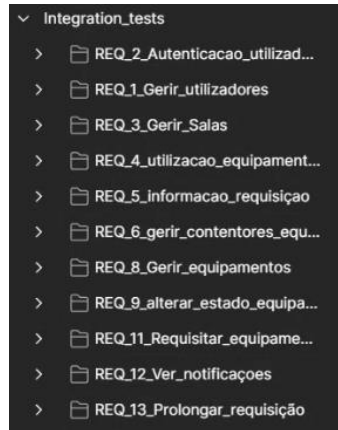 Integration_tests
REQ_2_Autenticacao_utilizad...
REQ_1_Gerir_utilizadores
REQ_3_Gerir_Salas
REQ_4_utilizacao_equipament...
REQ_5_informacao_requisiçao
REQ_6_gerir_contentores_equ...
REQ_8_Gerir_equipamentos
REQ_9_alterar_estado_equipa...
REQ_11_Requisitar_equipame...
REQ_12_Ver_notificaçoes
REQ_13_Prolongar_requisição